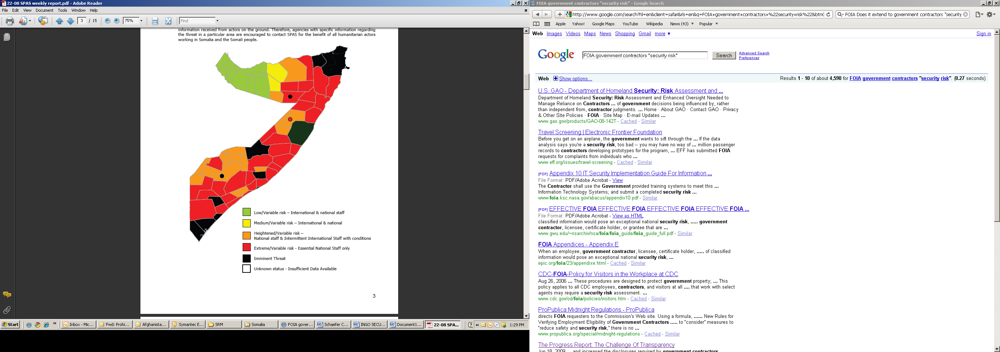 22-08 SPAS weekly report.pdf - Adobe Reader
File Edit View Document Tools Window Help
3 / 15 75% Find
information received from actors on the ground. Therefore, agencies with specific information regarding
the threat in a particular area are encouraged to contact SPAS for the benefit of all humanitarian actors
working in Somalia and the Somali people.
Low/Variable risk – International & national staff
Medium/Variable risk – International & national
Heightened/Variable risk –
National staff & Intermittent International Staff with conditions
Extreme/Variable risk - Essential National Staff only
Imminent Threat
Unknown status - Insufficient Data Available
3
Start Inbox - Mic... Fwd: Prohi... Afghanista... Symantec E... SRM Somalia FOIA gover... Schaefer C... INGO SECU... Document1... 22-08 SPA... « 1:29 PM
FOIA government contractors "security risk" - Google Search
http://www.google.com/search?hl=en&client=safari&rls=en&q=FOIA+government+contractors+%22security+risk%22&btnG FOIA Does it extend to government contractors "security
Apple Yahoo! Google Maps YouTube Wikipedia News (43) Popular
Web Images Videos Maps News Shopping Gmail more ▼ Sign in
Google FOIA government contractors "security risk" Search Advanced Search
Preferences
Web Show options... Results 1 - 10 of about 4,590 for FOIA government contractors "security risk". (0.27 seconds)
U.S. GAO - Department of Homeland Security: Risk Assessment and ...
Department of Homeland Security: Risk Assessment and Enhanced Oversight Needed to
Manage Reliance on Contractors ... of government decisions being influenced by, rather
than independent from, contractor judgments. ... Home · About GAO · Contact GAO · Privacy
& Other Site Policies · FOIA · Site Map · E-mail Updates ...
www.gao.gov/products/GAO-08-142T - Cached - Similar
Travel Screening | Electronic Frontier Foundation
Before you get on an airplane, the government wants to sift through the ... If the data
analysis says you're a security risk, too bad -- you may have no way of ... million passenger
records to contractors developing prototypes for the program, ... EFF has submitted FOIA
requests for complaints from individuals who ...
www.eff.org/issues/travel-screening - Cached - Similar
[PDF] Appendix 10 IT Security Implementation Guide For Information ...
File Format: PDF/Adobe Acrobat - View
The Contractor shall use the Government provided training systems to meet this ...
Information Technology Systems; and submit a completed security risk ...
www-foia.ksc.nasa.gov/abacus/appendix10.pdf - Similar
[PDF] EFFECTIVE FOIA EFFECTIVE FOIA EFFECTIVE FOIA EFFECTIVE FOIA ...
File Format: PDF/Adobe Acrobat - View as HTML
classified information would pose an exceptional national security risk, ..... government
contractor, licensee, certificate holder, or grantee that are ...
www.gwu.edu/~nsarchiv/nsa/foia/foia_guide/foia_guide_full.pdf - Similar
FOIA Appendices - Appendix E
When an employee, government contractor, licensee, certificate holder, ..... of classified
information would pose an exceptional national security risk, ...
epic.org/foia/23/appendixe.html - Cached - Similar
CDC-FOIA-Policy for Visitors in the Workplace at CDC
Aug 26, 2006 ... These procedures are designed to protect government property; ... This
policy applies to all CDC employees, contractors, and visitors at all .... that work with select
agents may require a security risk assessment. ...
www.cdc.gov/od/foia/policies/visitors.htm - Cached - Similar
ProPublica Midnight Regulations - ProPublica
directs FOIA requesters to the Commission's Web site. Using a formula, ...... New Rules for
Verifying Employment Eligibility of Government Contractors ..... to "consider" measures to
"reduce safety and security risk," there is no ...
www.propublica.org/special/midnight-regulations - Cached - Similar
The Progress Report: The Challenge Of Transparency
Jun 18, 2009 ... and increased the disclosures required by government contractors